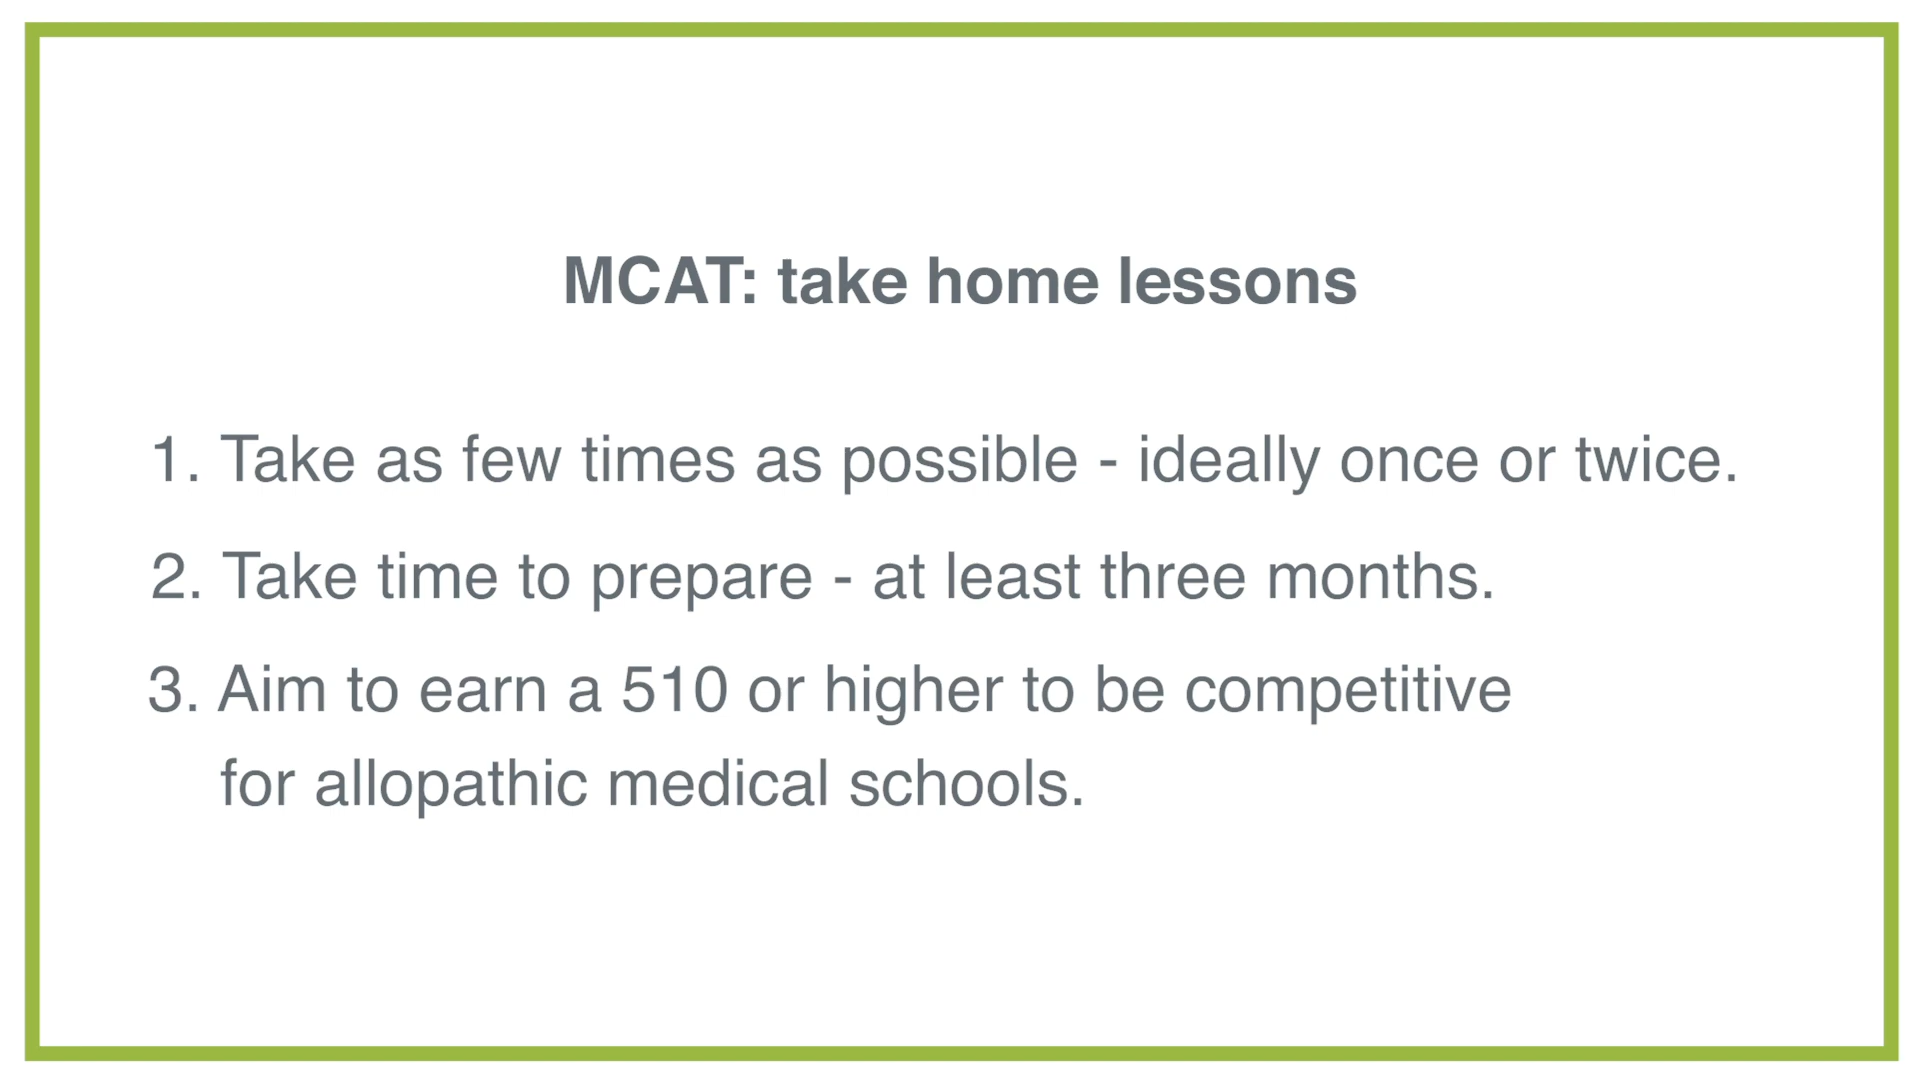 MCAT: take home lessons
1. Take as few times as possible - ideally once or twice.
2. Take time to prepare - at least three months.
3. Aim to earn a 510 or higher to be competitive
for allopathic medical schools.